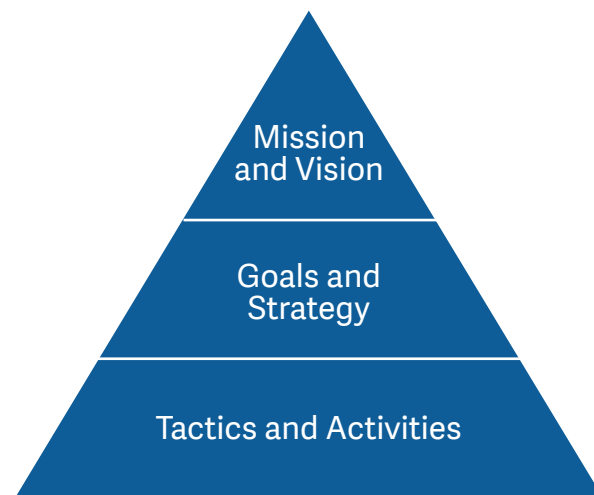 Mission
and Vision
Goals and
Strategy
Tactics and Activities